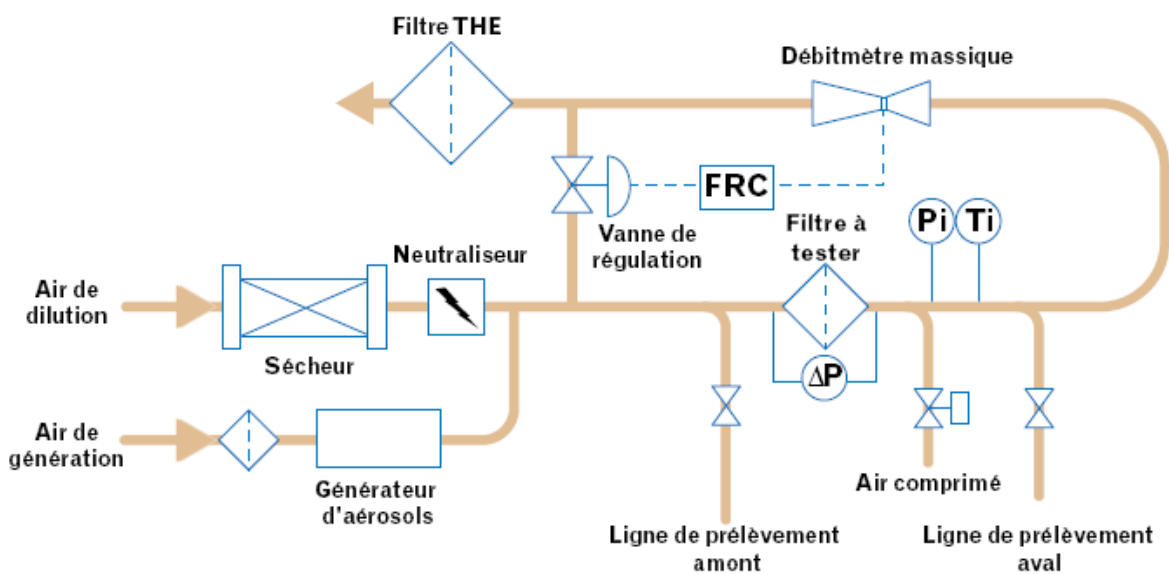 Filtre THE
Débitmètre massique
FRC
Vanne de
régulation
Filtre à
tester
Pi
Ti
Neutraliseur
Air de
dilution
Sécheur
ΔP
Air de
génération
Générateur
d'aérosols
Air comprimé
Ligne de prélèvement
amont
Ligne de prélèvement
aval